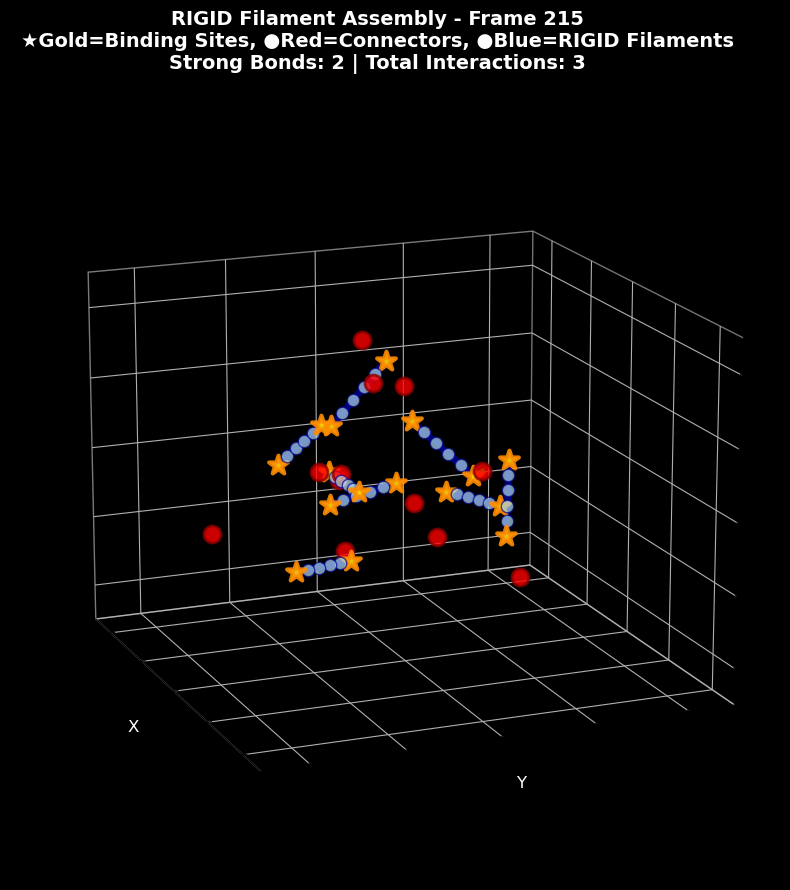 RIGID Filament Assembly - Frame 215
★Gold=Binding Sites, ●Red=Connectors, ●Blue=RIGID Filaments
Strong Bonds: 2 | Total Interactions: 3
X
Y